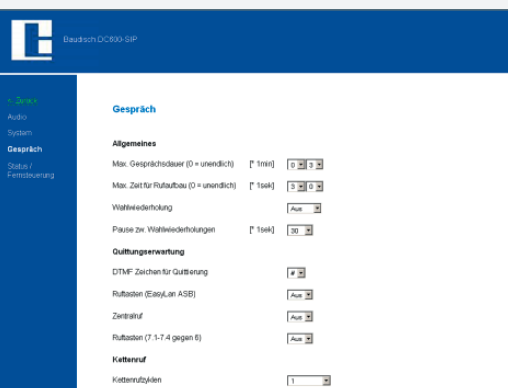 Baudisch.DC600-SIP
<- Zurück
Audio
System
Gespräch
Status /
Fernsteuerung
Gespräch
Allgemeines
Max. Gesprächsdauer (0 = unendlich) [* 1min] 0 3
Max. Zeit für Rufaufbau (0 = unendlich) [* 1sek] 3 0
Wahlwiederholung Aus
Pause zw. Wahlwiederholungen [* 1sek] 30
Quittungserwartung
DTMF Zeichen für Quittierung #
Ruftasten (EasyLan ASB) Aus
Zentralruf Aus
Ruftasten (7.1-7.4 gegen 6) Aus
Kettenruf
Kettenrufzyklen 1